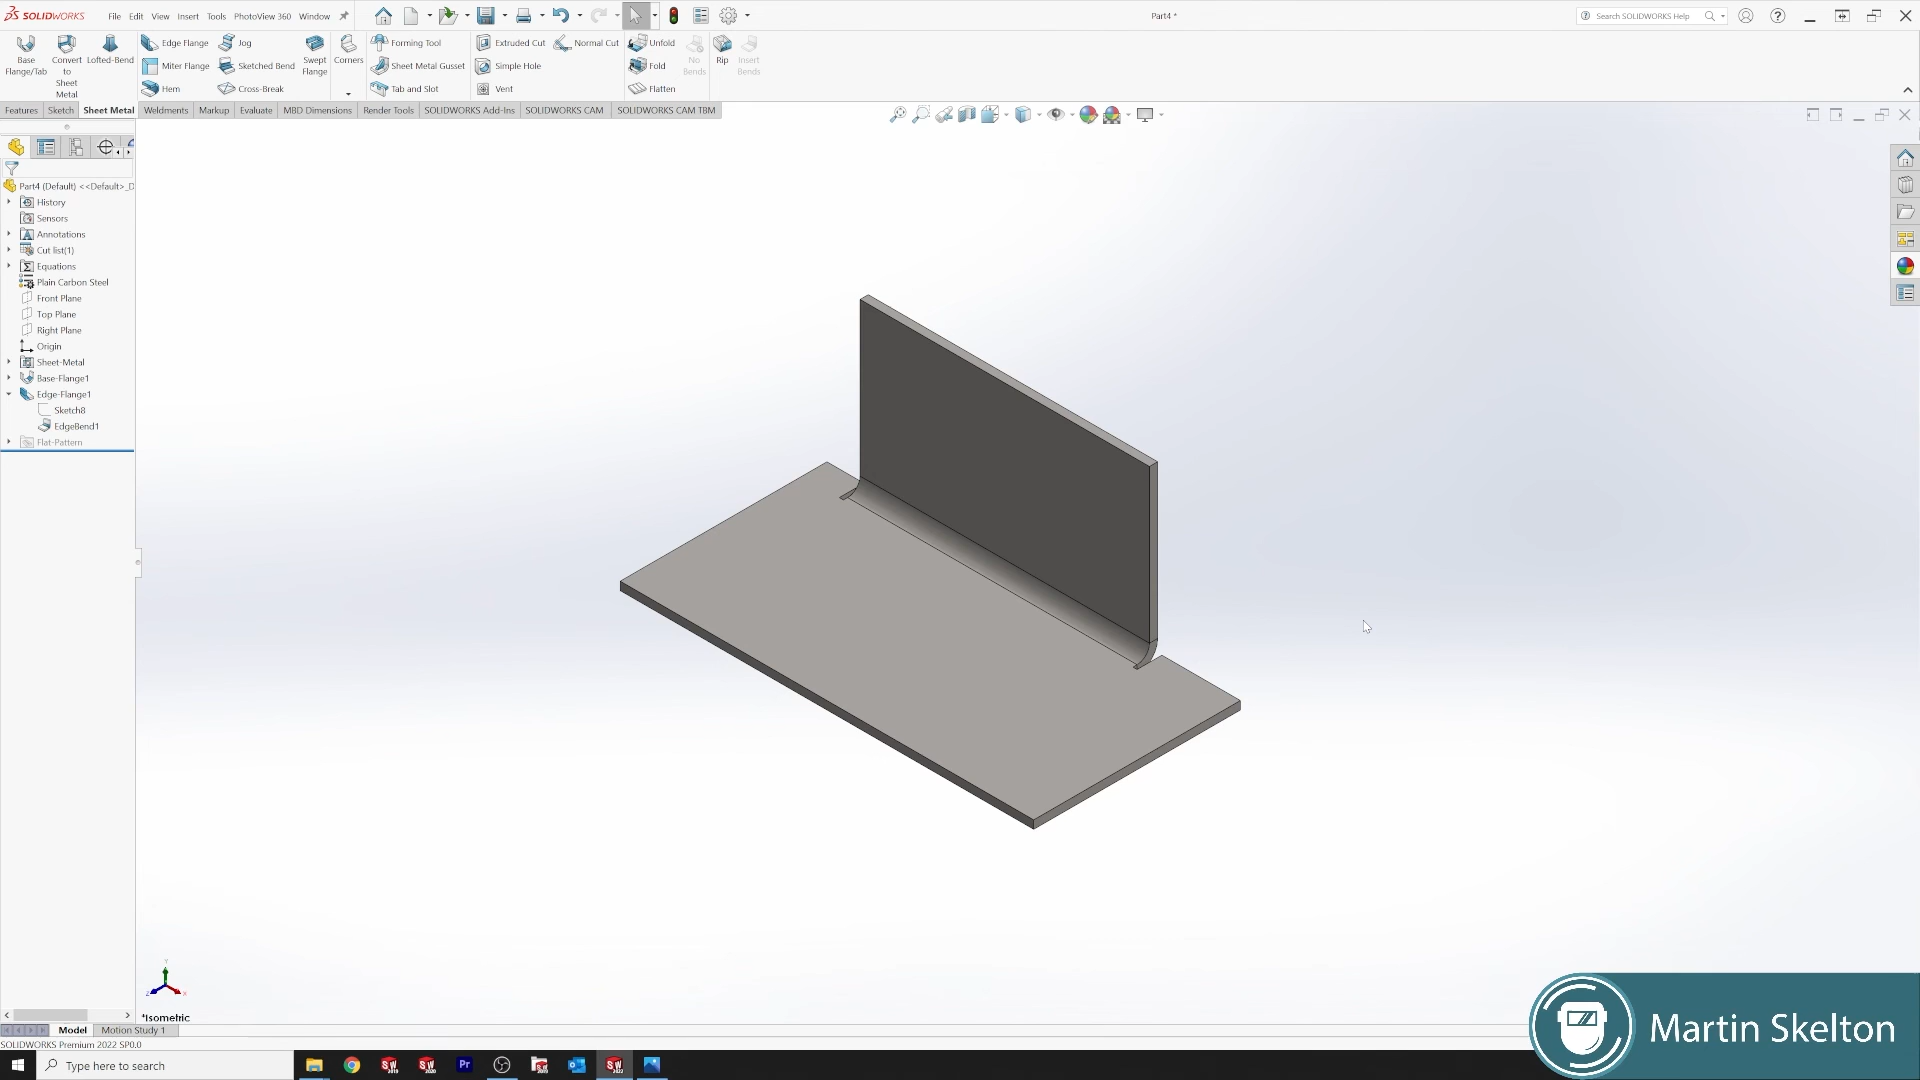 SOLIDWORKS File Edit View Insert Tools PhotoView 360 Window Part4 * Search SOLIDWORKS Help
Base Flange/Tab
Convert to Sheet Metal
Lofted-Bend
Edge Flange
Miter Flange
Hem
Jog
Sketched Bend
Cross-Break
Swept Flange
Corners
Forming Tool
Sheet Metal Gusset
Tab and Slot
Extruded Cut
Simple Hole
Vent
Normal Cut
Unfold
Fold
Flatten
No Bends
Rip
Insert Bends
Features Sketch Sheet Metal Weldments Markup Evaluate MBD Dimensions Render Tools SOLIDWORKS Add-Ins SOLIDWORKS CAM SOLIDWORKS CAM TBM
Part4 (Default) <<Default>_D
History
Sensors
Annotations
Cut list(1)
Equations
Plain Carbon Steel
Front Plane
Top Plane
Right Plane
Origin
Sheet-Metal
Base-Flange1
Edge-Flange1
Sketch8
EdgeBend1
Flat-Pattern
*Isometric
Model Motion Study 1
SOLIDWORKS Premium 2022 SP0.0
Martin Skelton
Type here to search